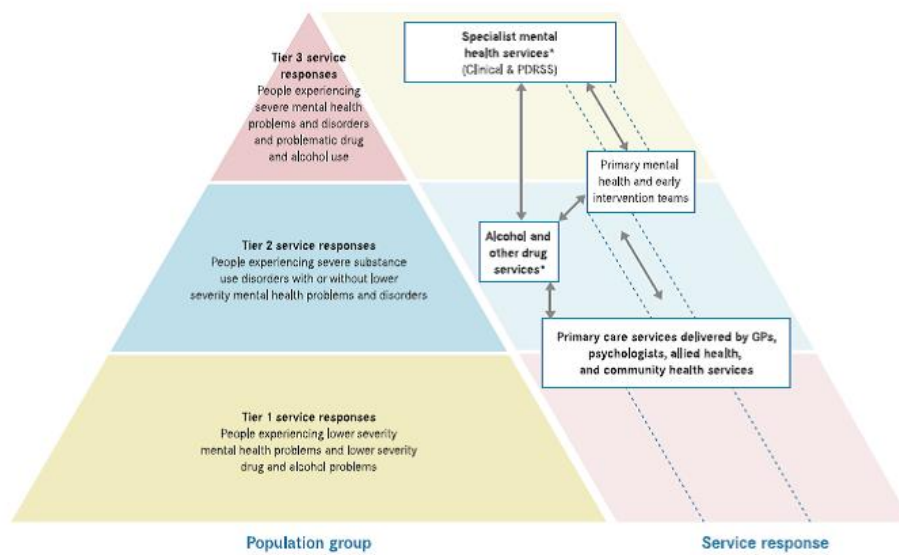 Tier 3 service
responses
People experiencing
severe mental health
problems and disorders
and problematic drug
and alcohol use
Tier 2 service responses
People experiencing severe substance
use disorders with or without lower
severity mental health problems and disorders
Tier 1 service responses
People experiencing lower severity
mental health problems and lower severity
drug and alcohol problems
Population group
Specialist mental
health services*
(Clinical & PDRSS)
Primary mental
health and early
intervention teams
Alcohol and
other drug
services*
Primary care services delivered by GPs,
psychologists, allied health,
and community health services
Service response